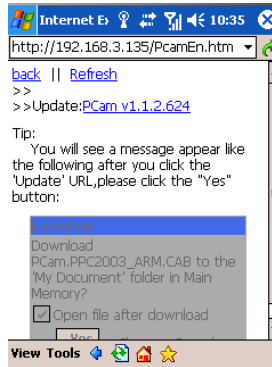 Internet Ex 10:35
http://192.168.3.135/PcamEn.htm
back || Refresh
>>
>>Update:PCam v1.1.2.624
Tip:
You will see a message appear like
the following after you click the
'Update' URL,please click the "Yes"
button:
Download
Download
PCam.PPC2003_ARM.CAB to the
'My Document' folder in Main
Memory?
Open file after download
Yes
View Tools